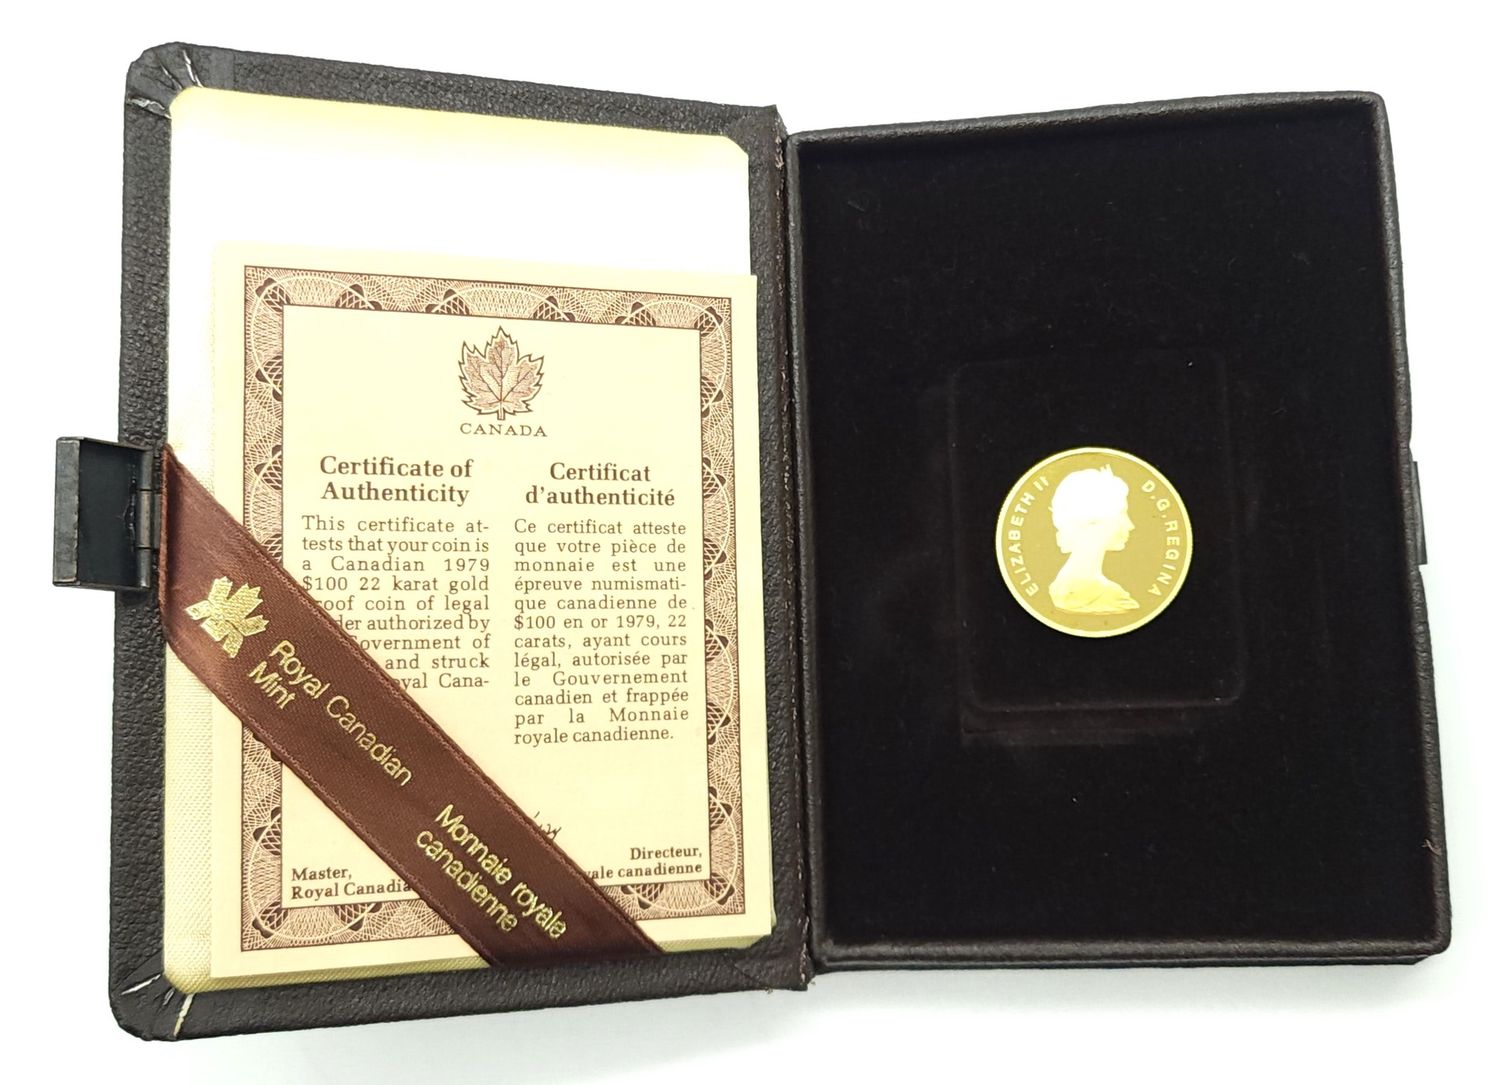 CANADA
Certificate of
Authenticity
This certificate at-
tests that your coin is
a Canadian 1979
$100 22 karat gold
roof coin of legal
der authorized by
overnment of
and struck
oyal Cana-
Certificat
d'authenticité
Ce certificat atteste
que votre pièce de
monnaie est une
épreuve numismati-
que canadienne de
$100 en or 1979, 22
carats, ayant cours
légal, autorisée par
le Gouvernement
canadien et frappée
par la Monnaie
royale canadienne.
Master,
Royal Canadia
Directeur,
yale canadienne
Royal Canadian
Mint
Monnaie royale
canadienne
ELIZABETH II D.G.REGINA